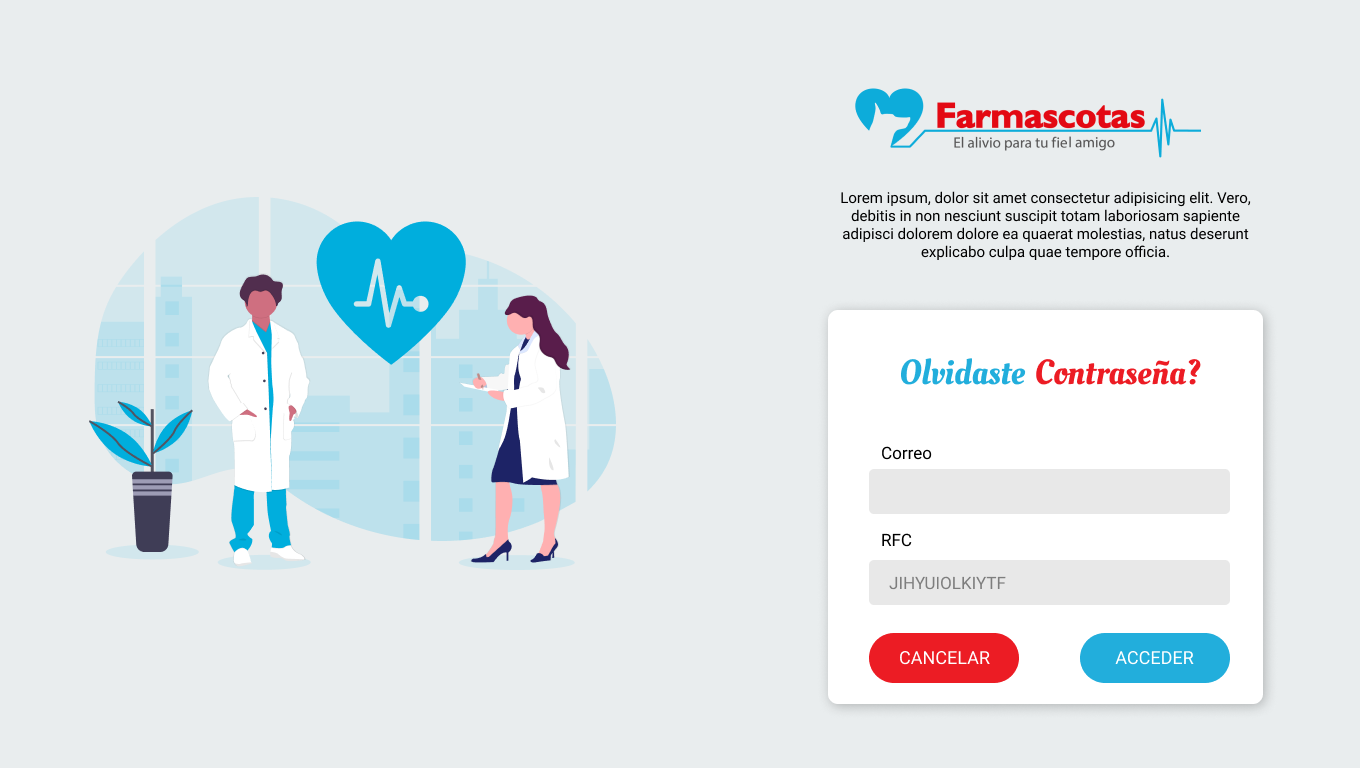 Farmascotas
El alivio para tu fiel amigo
Lorem ipsum, dolor sit amet consectetur adipisicing elit. Vero,
debitis in non nesciunt suscipit totam laboriosam sapiente
adipisci dolorem dolore ea quaerat molestias, natus deserunt
explicabo culpa quae tempore officia.
Olvidaste Contraseña?
Correo
RFC
JIHYUIOLKIYTF
CANCELAR
ACCEDER